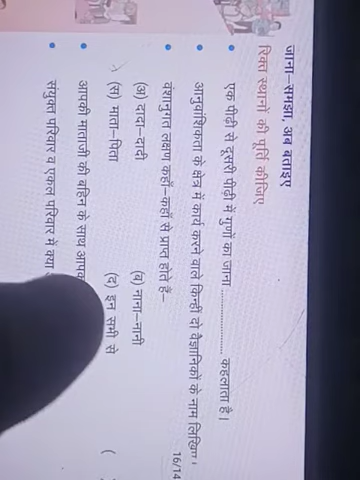 जाना–समझा, अब बताइए
रिक्त स्थानों की पूर्ति कीजिए
• एक पीढ़ी से दूसरी पीढ़ी में गुणों का जाना ..................... कहलाता है।
• आनुवांशिकता के क्षेत्र में कार्य करने वाले किन्हीं दो वैज्ञानिकों के नाम लिखिए।
16/14
• वंशानुगत लक्षण कहाँ–कहाँ से प्राप्त होते है–
(अ) दादा–दादी (ब) नाना–नानी
(स) माता–पिता (द) इन सभी से (
• आपकी माताजी की बहिन के साथ
• संयुक्त परिवार व एकल परिवार में क्या